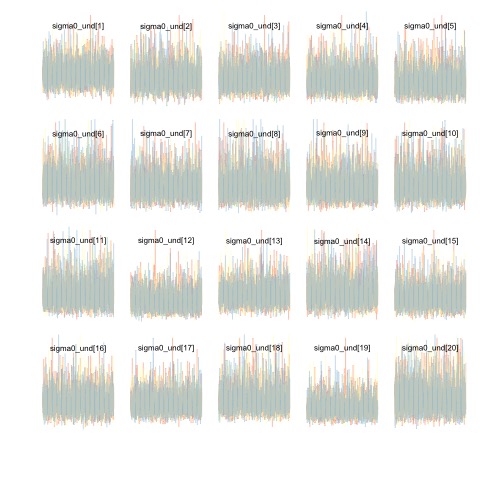 sigma0_und[1] sigma0_und[2] sigma0_und[3] sigma0_und[4] sigma0_und[5]
sigma0_und[6] sigma0_und[7] sigma0_und[8] sigma0_und[9] sigma0_und[10]
sigma0_und[11] sigma0_und[12] sigma0_und[13] sigma0_und[14] sigma0_und[15]
sigma0_und[16] sigma0_und[17] sigma0_und[18] sigma0_und[19] sigma0_und[20]